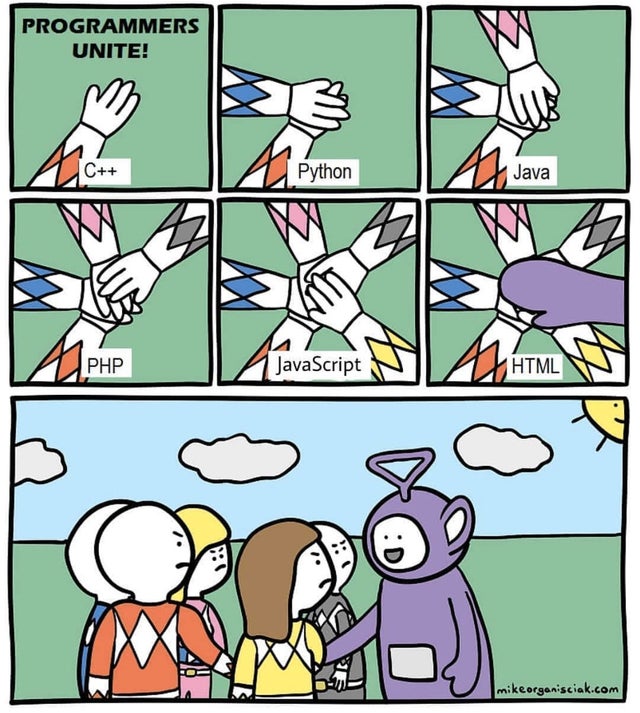 PROGRAMMERS
UNITE!
C++
Python
Java
PHP
JavaScript
HTML
mikeorganisciak.com